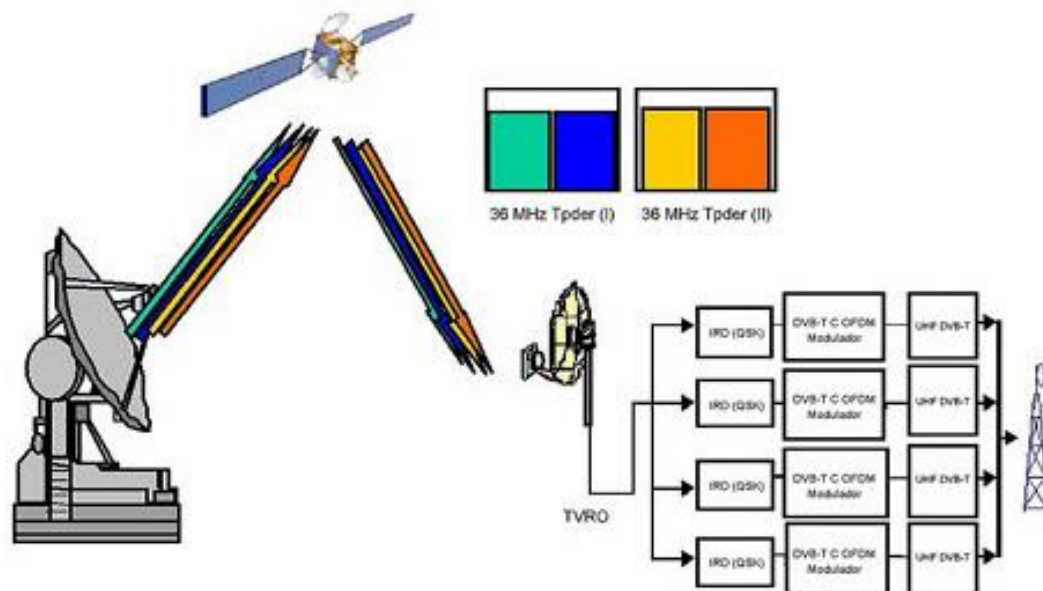 36 MHz Tpder (I)
36 MHz Tpder (II)
TVRO
IRD (QSK)
DVB-T C OFDM
Modulador
UHF DVB-T
IRD (QSK)
DVB-T C OFDM
Modulador
UHF DVB-T
IRD (QSK)
DVB-T C OFDM
Modulador
UHF DVB-T
IRD (QSK)
DVB-T C OFDM
Modulador
UHF DVB-T